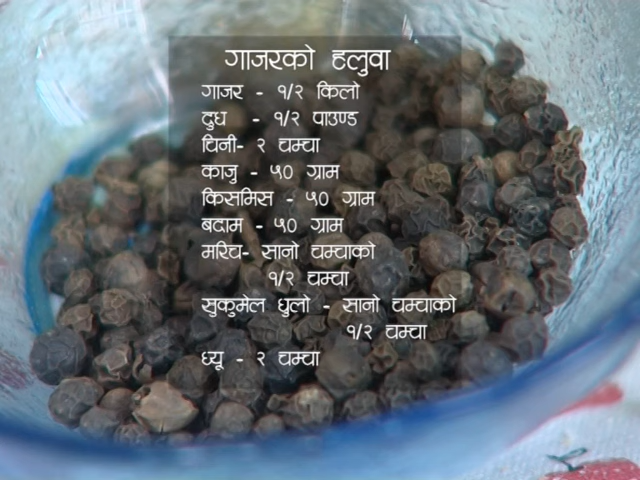 गाजरको हलुवा
गाजर - १/२ किलो
दुध - १/२ पाउण्ड
चिनी- २ चम्चा
काजु - ५० ग्राम
किसमिस - ५० ग्राम
बदाम - ५० ग्राम
मरिच- सानो चम्चाको
१/२ चम्चा
सुकुमेल धुलो - सानो चम्चाको
१/२ चम्चा
ध्यू - २ चम्चा